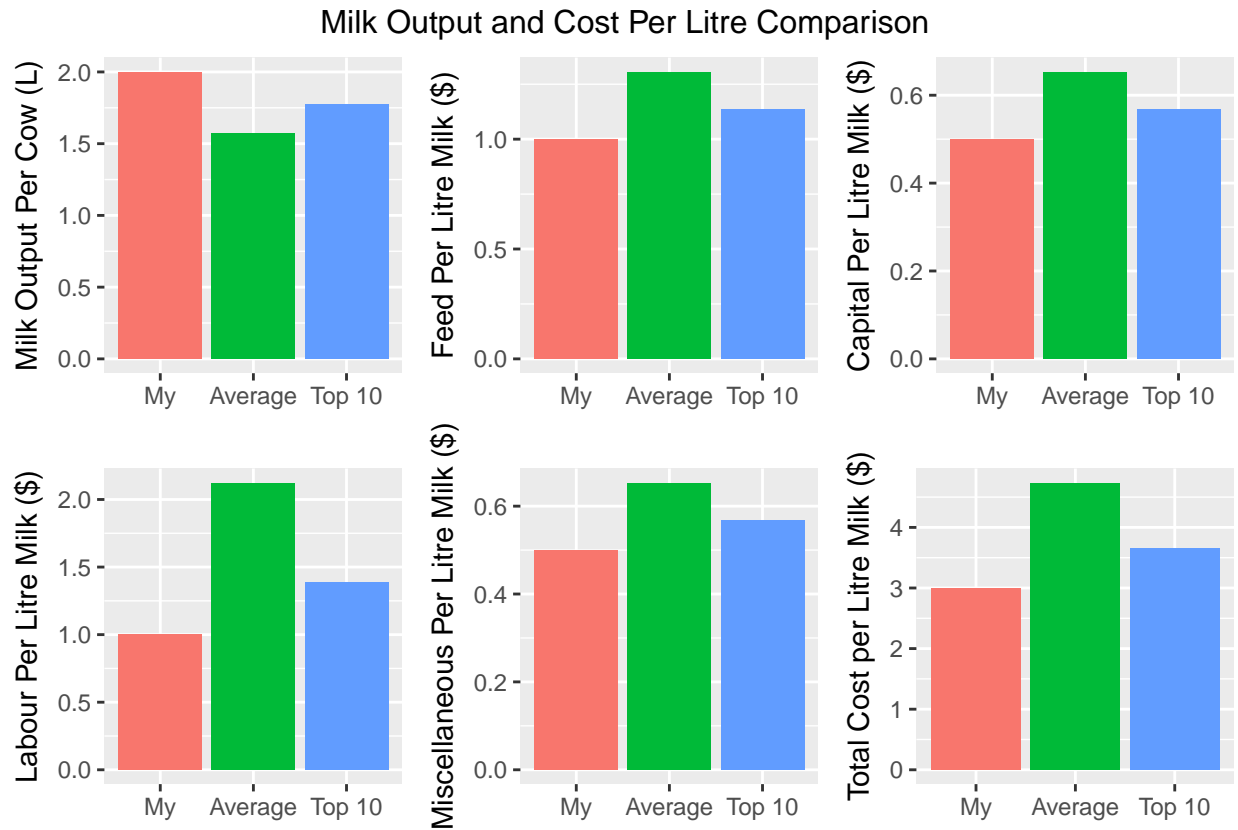 Milk Output and Cost Per Litre Comparison
Milk Output Per Cow (L)
2.0
1.5
1.0
0.5
0.0
My Average Top 10
Feed Per Litre Milk ($)
1.0
0.5
0.0
My Average Top 10
Capital Per Litre Milk ($)
0.6
0.4
0.2
0.0
My Average Top 10
Labour Per Litre Milk ($)
2.0
1.5
1.0
0.5
0.0
My Average Top 10
Miscellaneous Per Litre Milk ($)
0.6
0.4
0.2
0.0
My Average Top 10
Total Cost per Litre Milk ($)
4
3
2
1
0
My Average Top 10